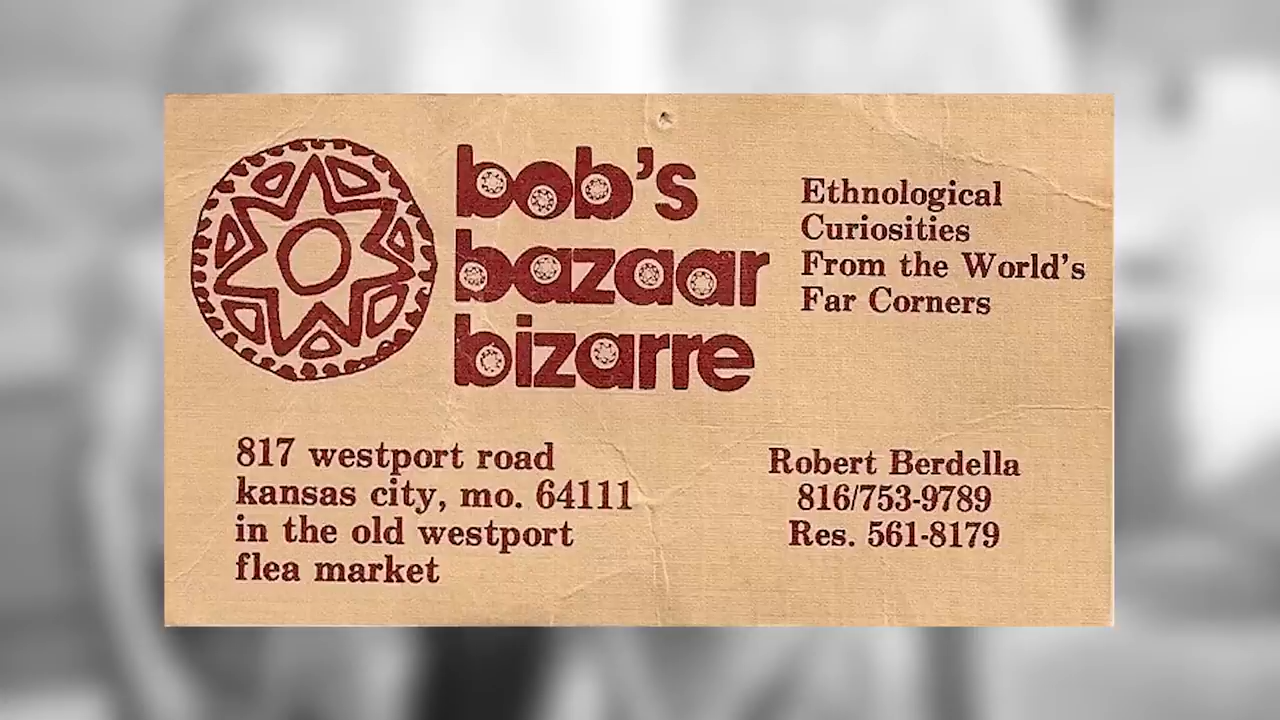 bob's
bazaar
bizarre
Ethnological
Curiosities
From the World's
Far Corners
817 westport road
kansas city, mo. 64111
in the old westport
flea market
Robert Berdella
816/753-9789
Res. 561-8179